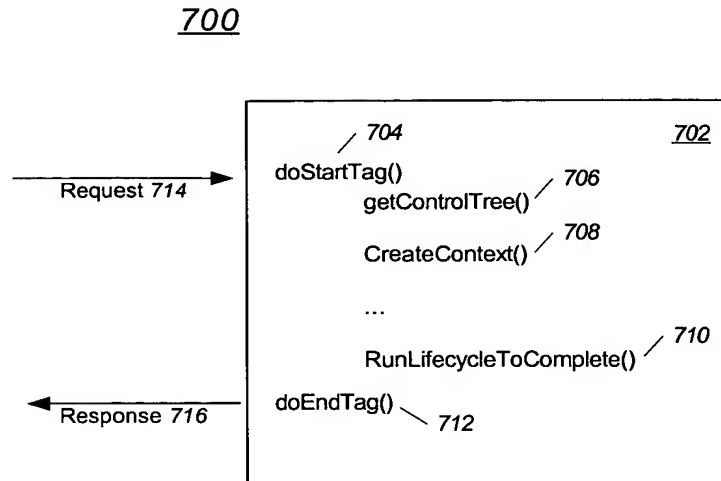 700
704
702
doStartTag()
Request 714
706
getControlTree()
708
CreateContext()
...
710
RunLifecycleToComplete()
doEndTag()
Response 716
712